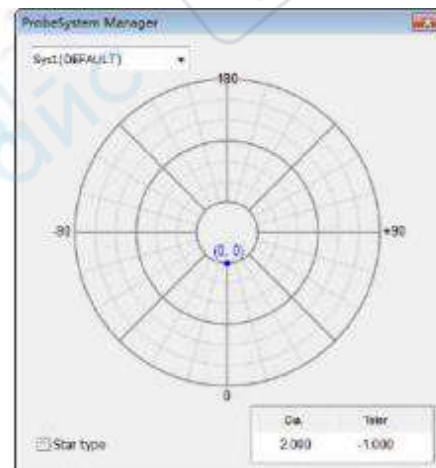 ProbeSystem Manager
Sys1(DEFAULT)
180
-90
(0, 0)
+90
0
Dia. Toler
2.000 -1.000
Star type